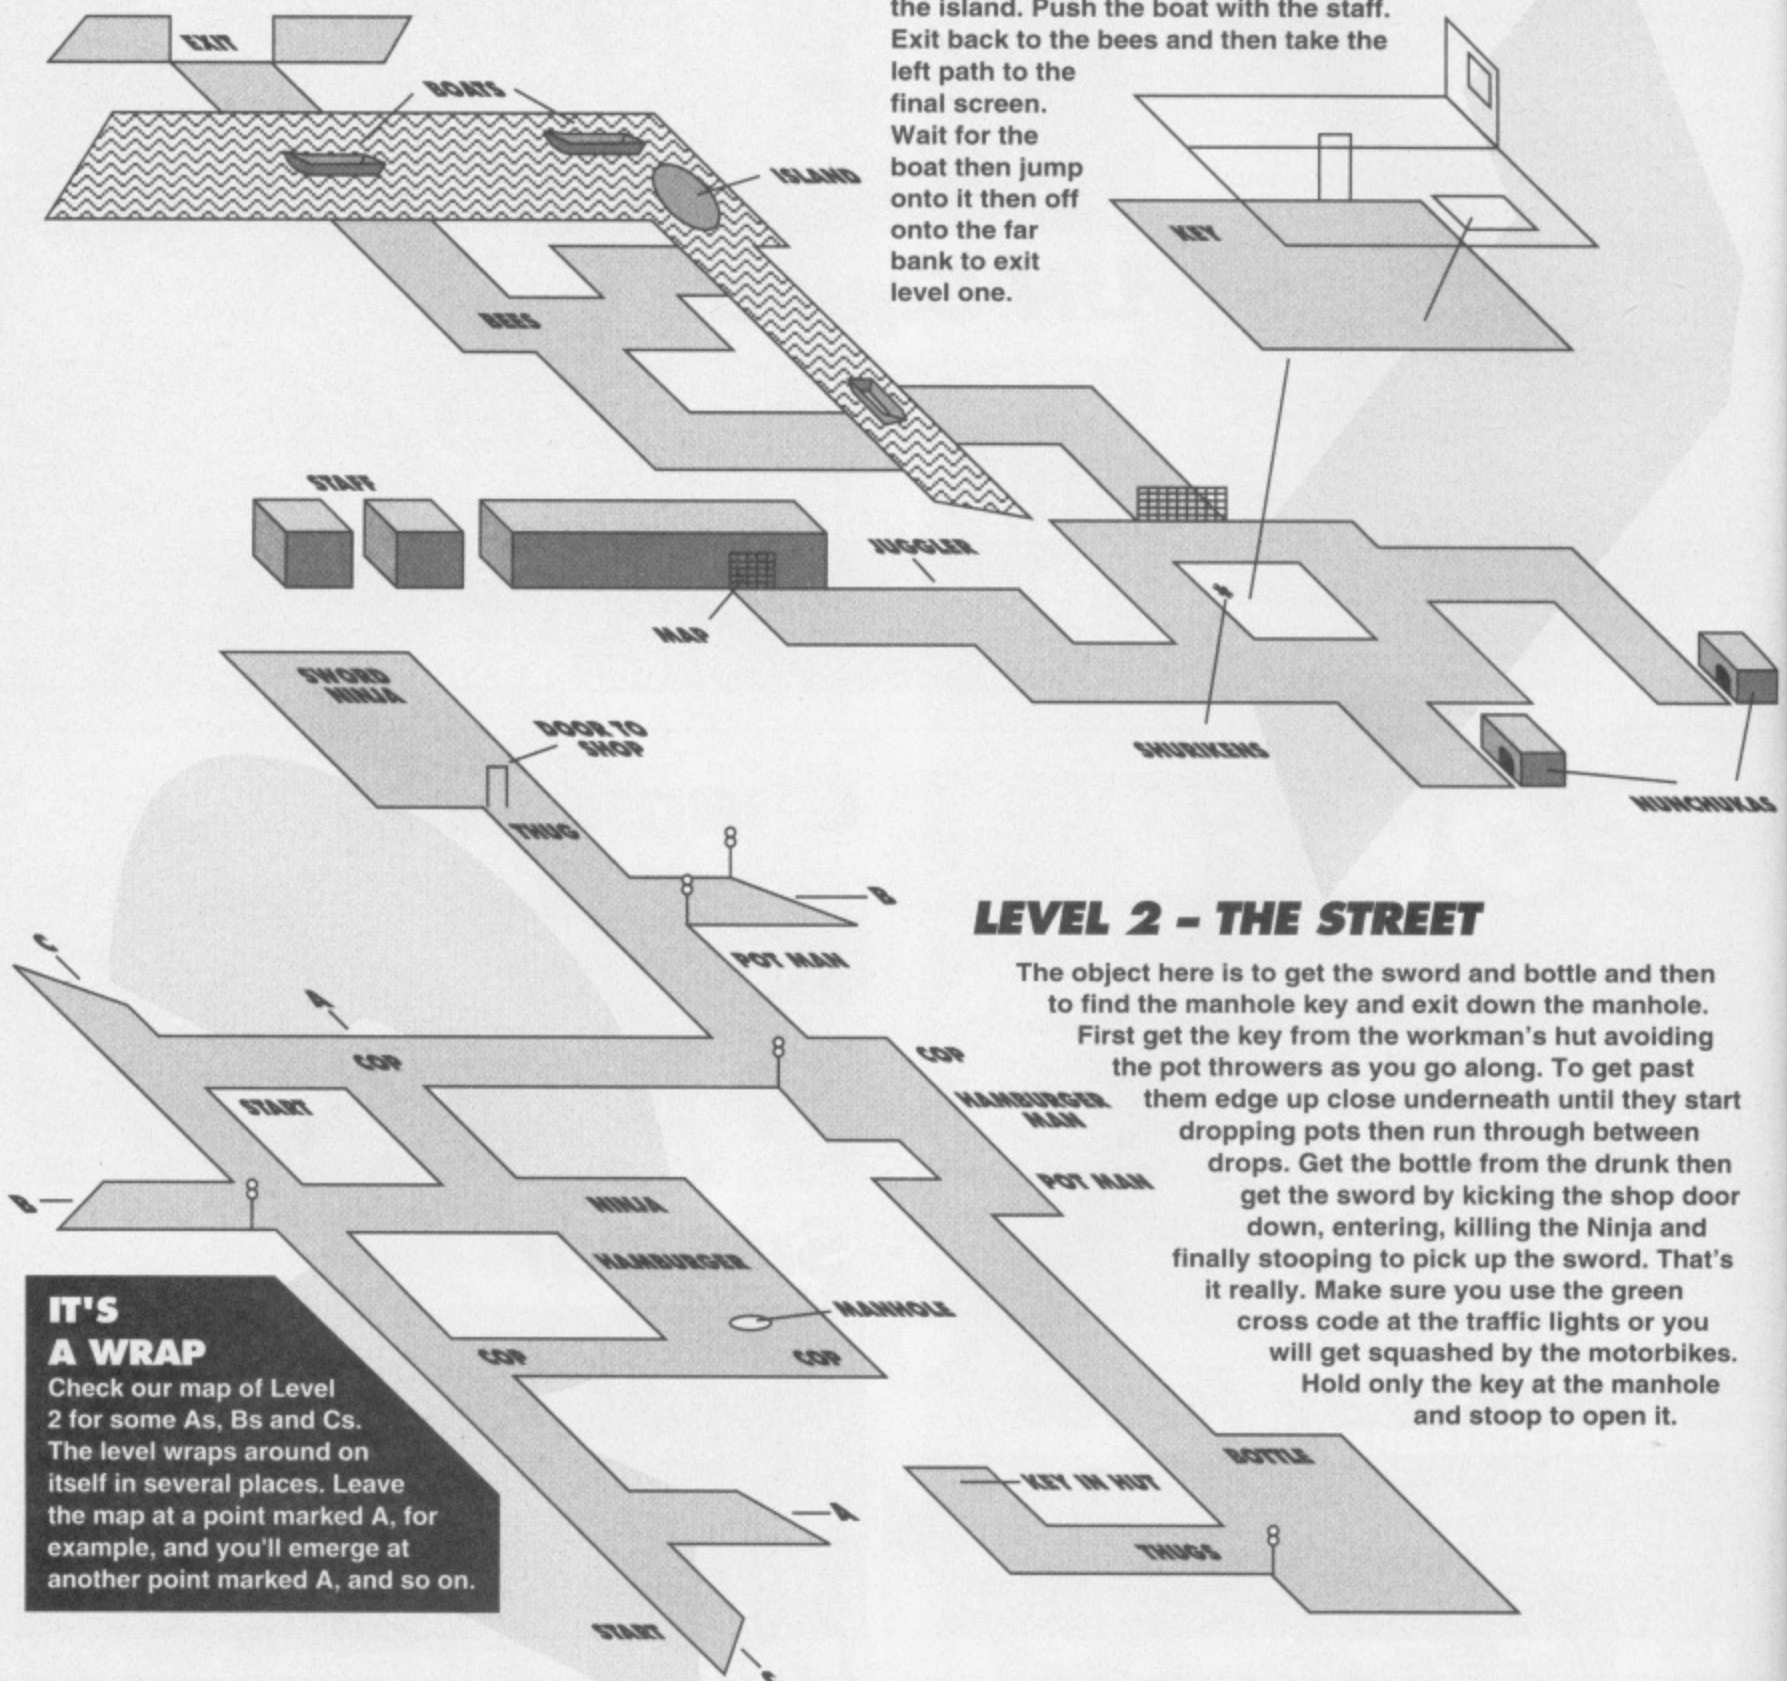 the island. Push the boat with the staff.
Exit back to the bees and then take the
left path to the
final screen.
Wait for the
boat then jump
onto it then off
onto the far
bank to exit
level one.
EXIT
BOATS
ISLAND
KEY
BEES
STAFF
JUGGLER
MAP
SHURIKENS
NUNCHUKAS
SWORD
NINJA
DOOR TO
SHOP
THUG
B
POT MAN
C
A
COP
START
B
NINJA
HAMBURGER
MANHOLE
COP
COP
A
START
COP
HAMBURGER
MAN
POT MAN
BOTTLE
KEY IN HUT
THUGS
LEVEL 2 – THE STREET
The object here is to get the sword and bottle and then
to find the manhole key and exit down the manhole.
First get the key from the workman's hut avoiding
the pot throwers as you go along. To get past
them edge up close underneath until they start
dropping pots then run through between
drops. Get the bottle from the drunk then
get the sword by kicking the shop door
down, entering, killing the Ninja and
finally stooping to pick up the sword. That's
it really. Make sure you use the green
cross code at the traffic lights or you
will get squashed by the motorbikes.
Hold only the key at the manhole
and stoop to open it.
IT'S
A WRAP
Check our map of Level
2 for some As, Bs and Cs.
The level wraps around on
itself in several places. Leave
the map at a point marked A, for
example, and you'll emerge at
another point marked A, and so on.